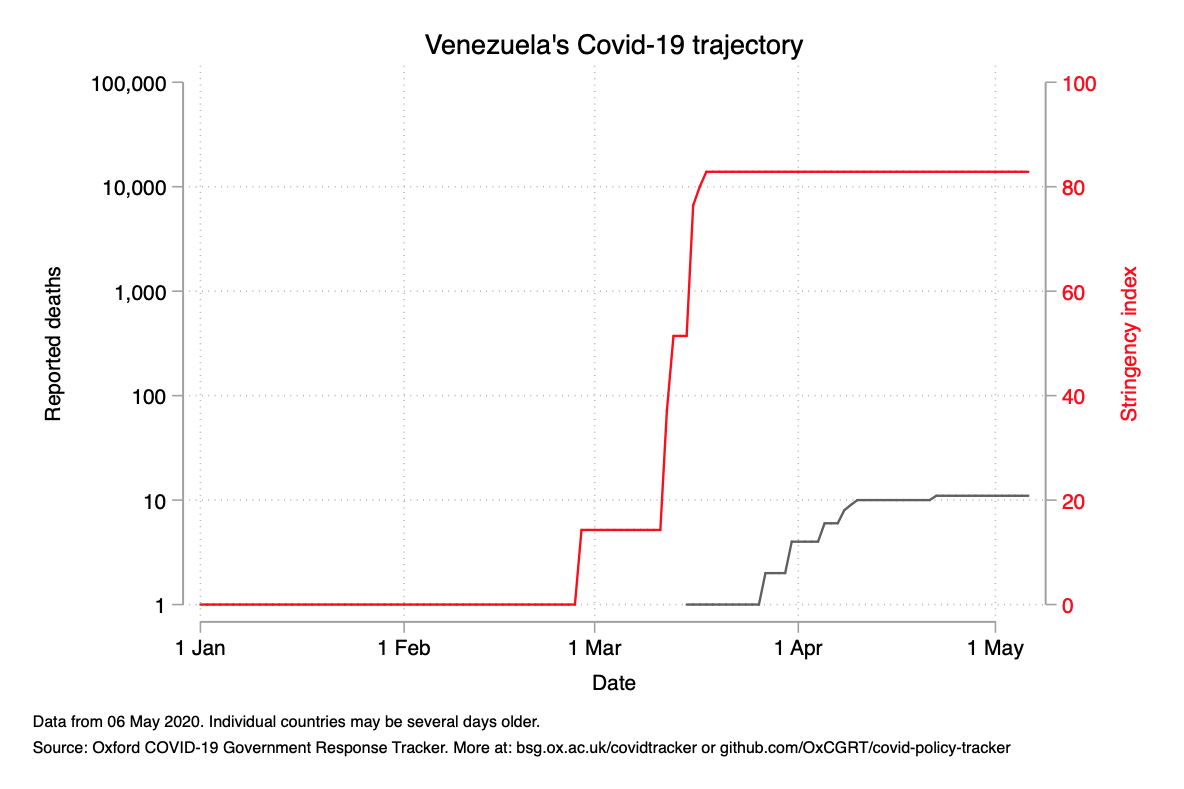 Venezuela's Covid-19 trajectory
100,000
10,000
1,000
100
10
1
Reported deaths
100
80
60
40
20
0
Stringency index
1 Jan
1 Feb
1 Mar
1 Apr
1 May
Date
Data from 06 May 2020. Individual countries may be several days older.
Source: Oxford COVID-19 Government Response Tracker. More at: bsg.ox.ac.uk/covidtracker or github.com/OxCGRT/covid-policy-tracker